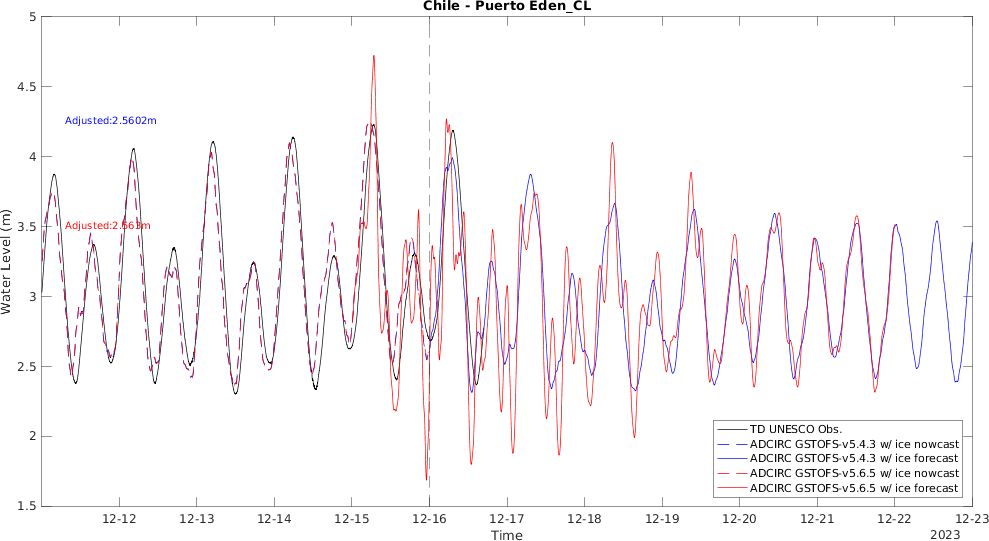 Chile - Puerto Eden_CL
5
4.5
4
3.5
3
2.5
2
1.5
Water Level (m)
Adjusted:2.5602m
Adjusted:2.563m
TD UNESCO Obs.
ADCIRC GSTOFS-v5.4.3 w/ ice nowcast
ADCIRC GSTOFS-v5.4.3 w/ ice forecast
ADCIRC GSTOFS-v5.6.5 w/ ice nowcast
ADCIRC GSTOFS-v5.6.5 w/ ice forecast
12-12 12-13 12-14 12-15 12-16 12-17 12-18 12-19 12-20 12-21 12-22 12-23
Time
2023